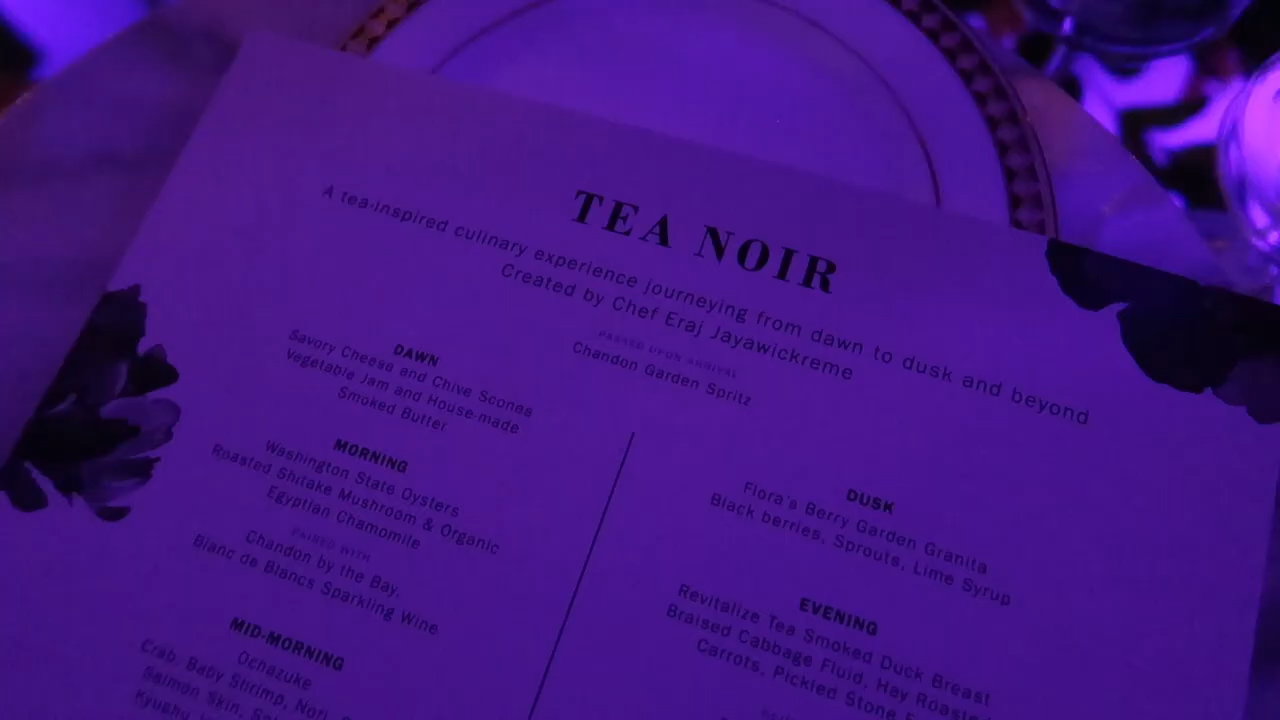 TEA NOIR
A tea-inspired culinary experience journeying from dawn to dusk and beyond
Created by Chef Eraj Jayawickreme
PASSED UPON ARRIVAL
Chandon Garden Spritz
DAWN
Savory Cheese and Chive Scones
Vegetable Jam and House-made
Smoked Butter
MORNING
Washington State Oysters
Roasted Shitake Mushroom & Organic
Egyptian Chamomile
PAIRED WITH
Chandon by the Bay,
Blanc de Blancs Sparkling Wine
MID-MORNING
Ochazuke
Crab, Baby Shrimp, Nori,
Salmon Skin,
Kyushu
DUSK
Flora's Berry Garden Granita
Black berries, Sprouts, Lime Syrup
EVENING
Revitalize Tea Smoked Duck Breast
Braised Cabbage Fluid, Hay Roasted
Carrots, Pickled Stone